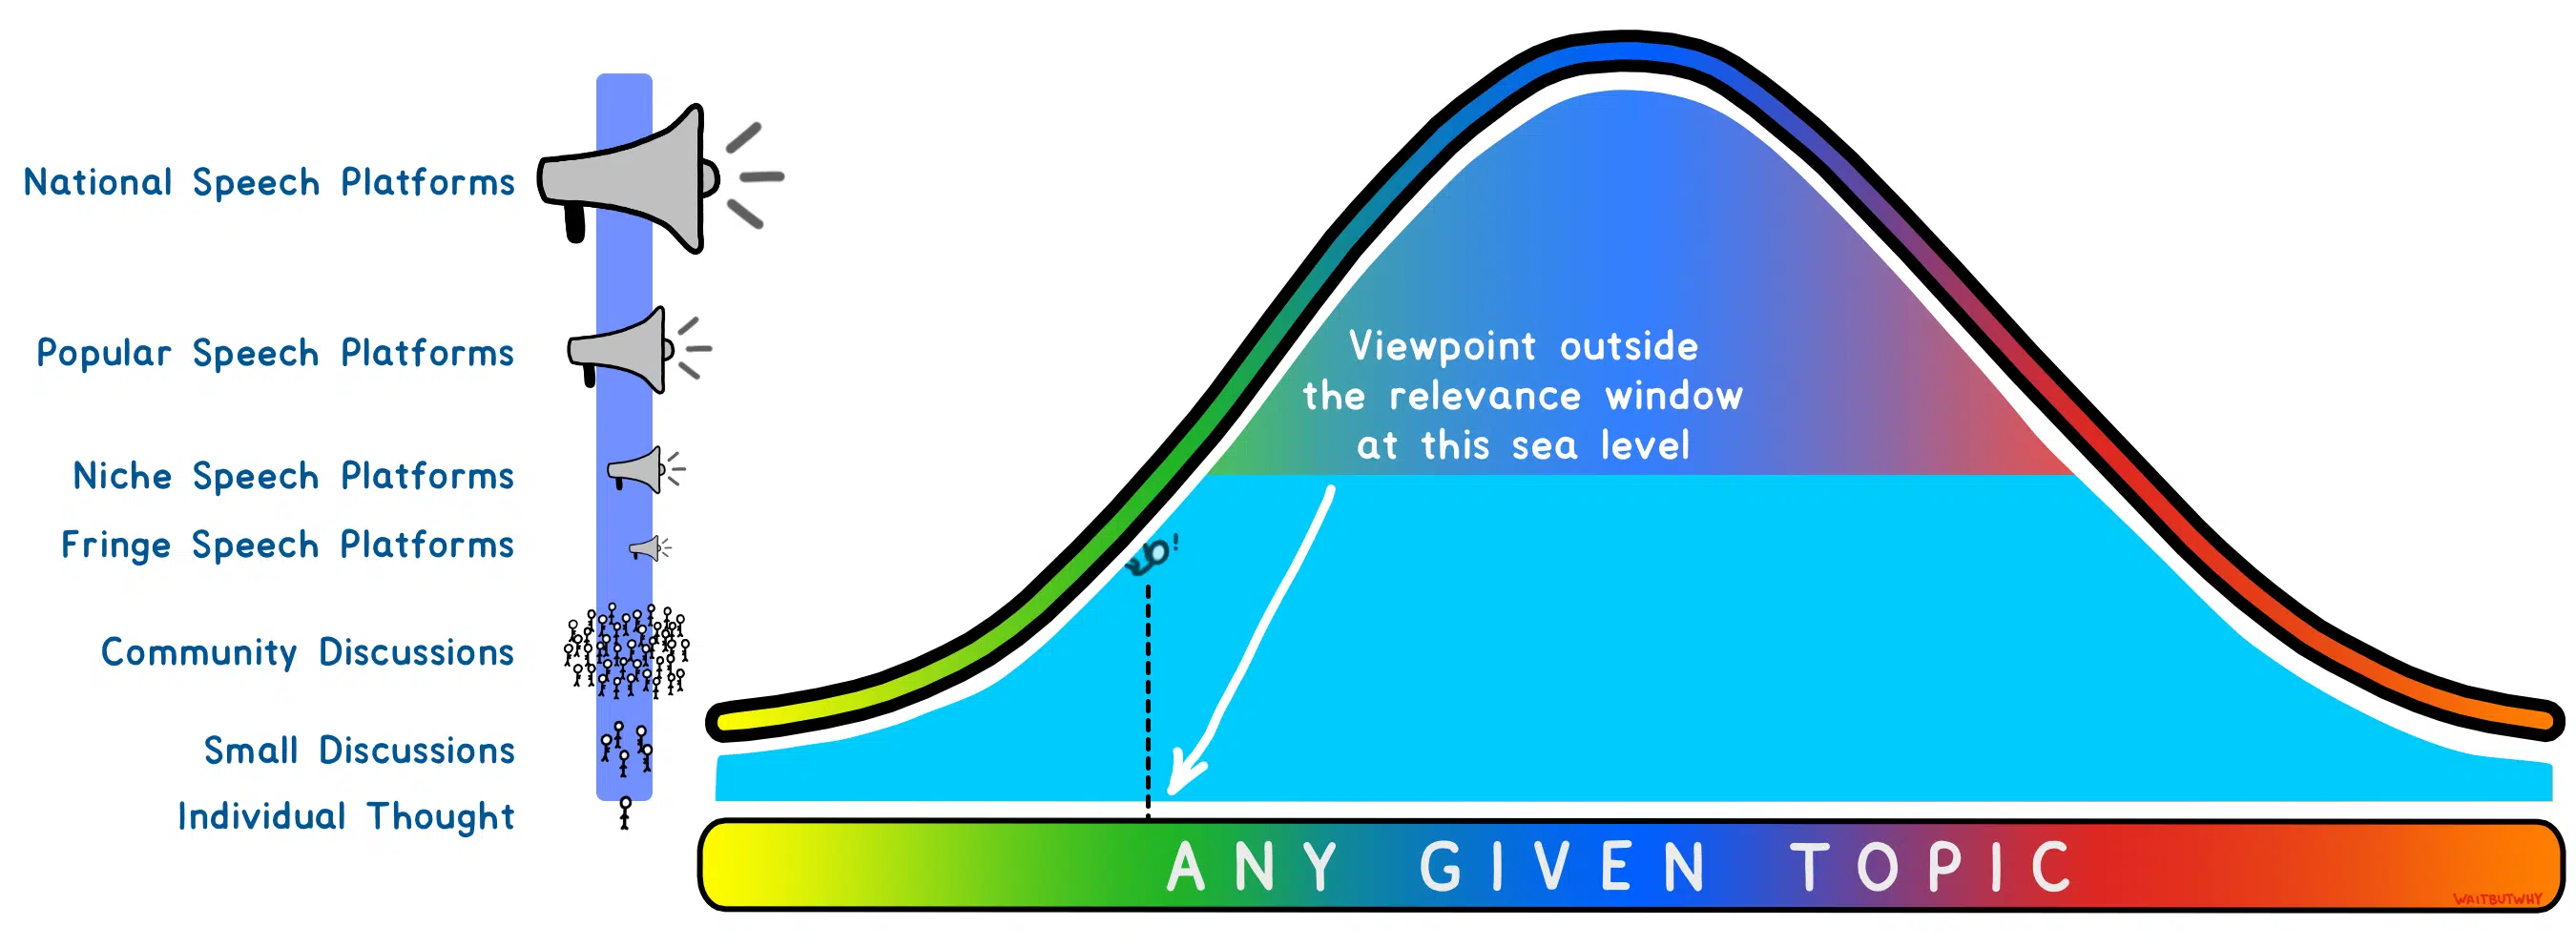 National Speech Platforms
Popular Speech Platforms
Niche Speech Platforms
Fringe Speech Platforms
Community Discussions
Small Discussions
Individual Thought
Viewpoint outside
the relevance window
at this sea level
!
ANY GIVEN TOPIC
WAITBUTWHY